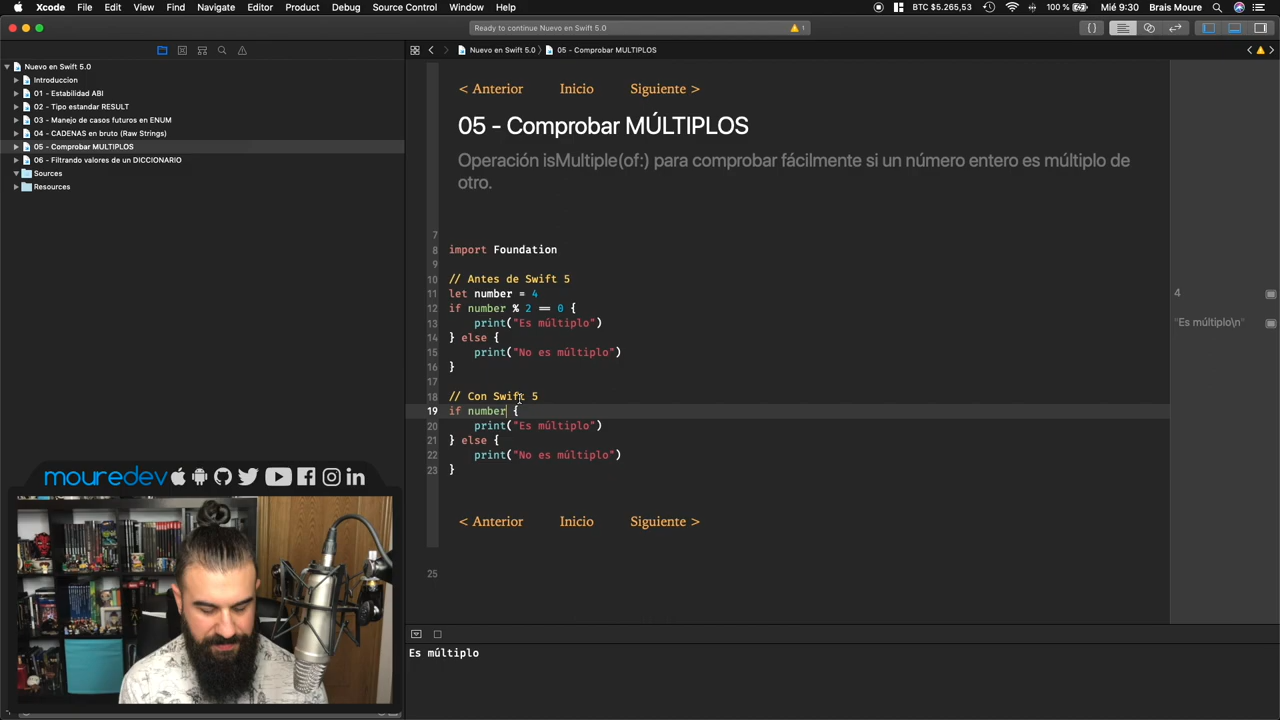 Xcode File Edit View Find Navigate Editor Product Debug Source Control Window Help BTC $5.265,53 100 % Mié 9:30 Brais Moure
Ready to continue Nuevo en Swift 5.0 1
Nuevo en Swift 5.0 05 - Comprobar MULTIPLOS
Nuevo en Swift 5.0
Introduccion
01 - Estabilidad ABI
02 - Tipo estandar RESULT
03 - Manejo de casos futuros en ENUM
04 - CADENAS en bruto (Raw Strings)
05 - Comprobar MULTIPLOS
06 - Filtrando valores de un DICCIONARIO
Sources
Resources
< Anterior Inicio Siguiente >
05 - Comprobar MÚLTIPLOS
Operación isMultiple(of:) para comprobar fácilmente si un número entero es múltiplo de
otro.
7
8 import Foundation
9
10 // Antes de Swift 5
11 let number = 4
12 if number % 2 == 0 {
13 print("Es múltiplo")
14 } else {
15 print("No es múltiplo")
16 }
17
18 // Con Swift 5
19 if number {
20 print("Es múltiplo")
21 } else {
22 print("No es múltiplo")
23 }
4
"Es múltiplo\n"
< Anterior Inicio Siguiente >
25
Es múltiplo
mouredev